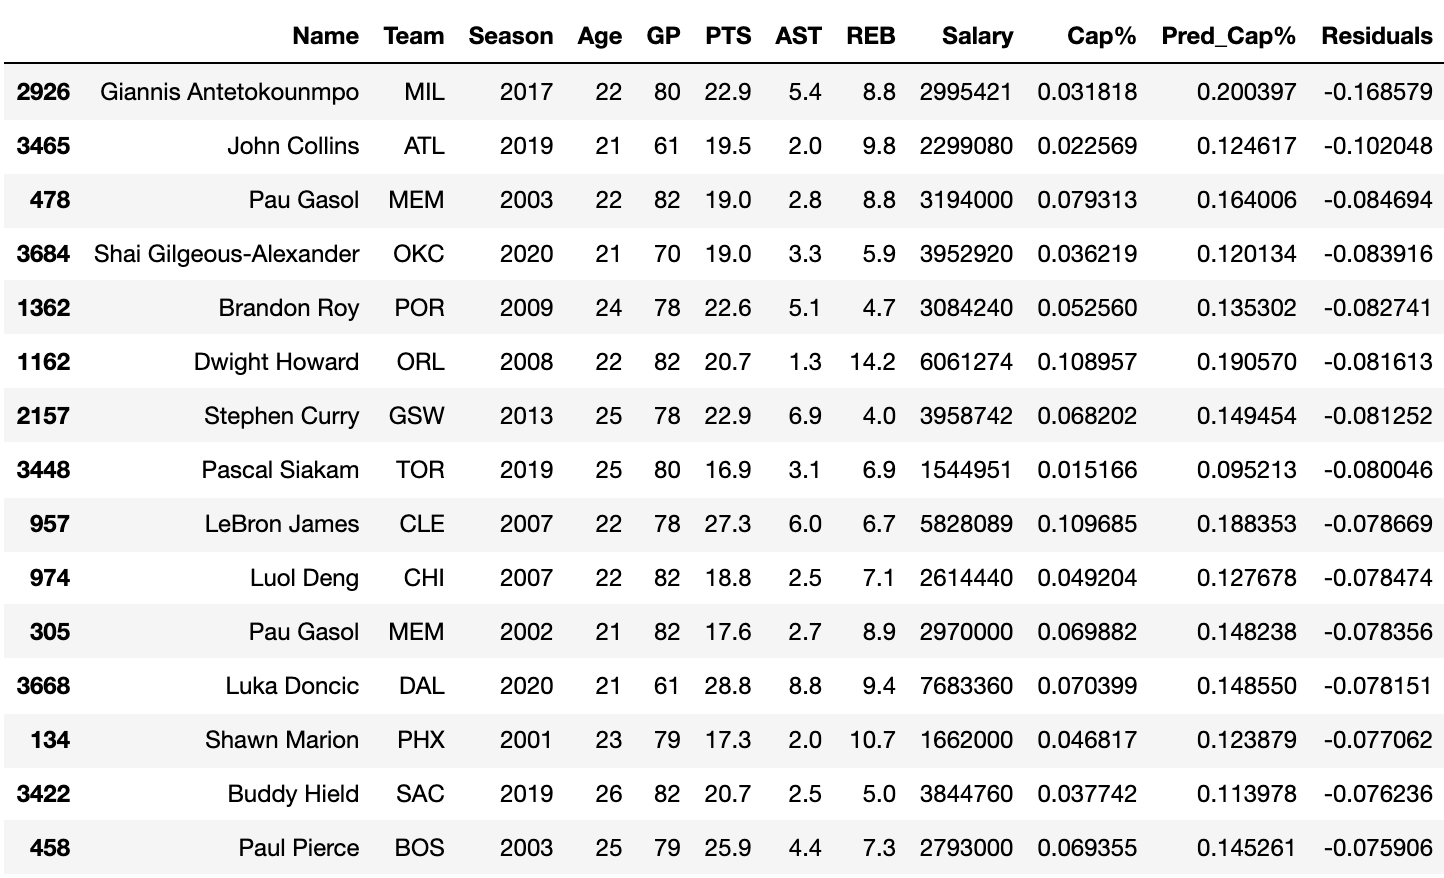 Name Team Season Age GP PTS AST REB Salary Cap% Pred_Cap% Residuals
2926 Giannis Antetokounmpo MIL 2017 22 80 22.9 5.4 8.8 2995421 0.031818 0.200397 -0.168579
3465 John Collins ATL 2019 21 61 19.5 2.0 9.8 2299080 0.022569 0.124617 -0.102048
478 Pau Gasol MEM 2003 22 82 19.0 2.8 8.8 3194000 0.079313 0.164006 -0.084694
3684 Shai Gilgeous-Alexander OKC 2020 21 70 19.0 3.3 5.9 3952920 0.036219 0.120134 -0.083916
1362 Brandon Roy POR 2009 24 78 22.6 5.1 4.7 3084240 0.052560 0.135302 -0.082741
1162 Dwight Howard ORL 2008 22 82 20.7 1.3 14.2 6061274 0.108957 0.190570 -0.081613
2157 Stephen Curry GSW 2013 25 78 22.9 6.9 4.0 3958742 0.068202 0.149454 -0.081252
3448 Pascal Siakam TOR 2019 25 80 16.9 3.1 6.9 1544951 0.015166 0.095213 -0.080046
957 LeBron James CLE 2007 22 78 27.3 6.0 6.7 5828089 0.109685 0.188353 -0.078669
974 Luol Deng CHI 2007 22 82 18.8 2.5 7.1 2614440 0.049204 0.127678 -0.078474
305 Pau Gasol MEM 2002 21 82 17.6 2.7 8.9 2970000 0.069882 0.148238 -0.078356
3668 Luka Doncic DAL 2020 21 61 28.8 8.8 9.4 7683360 0.070399 0.148550 -0.078151
134 Shawn Marion PHX 2001 23 79 17.3 2.0 10.7 1662000 0.046817 0.123879 -0.077062
3422 Buddy Hield SAC 2019 26 82 20.7 2.5 5.0 3844760 0.037742 0.113978 -0.076236
458 Paul Pierce BOS 2003 25 79 25.9 4.4 7.3 2793000 0.069355 0.145261 -0.075906